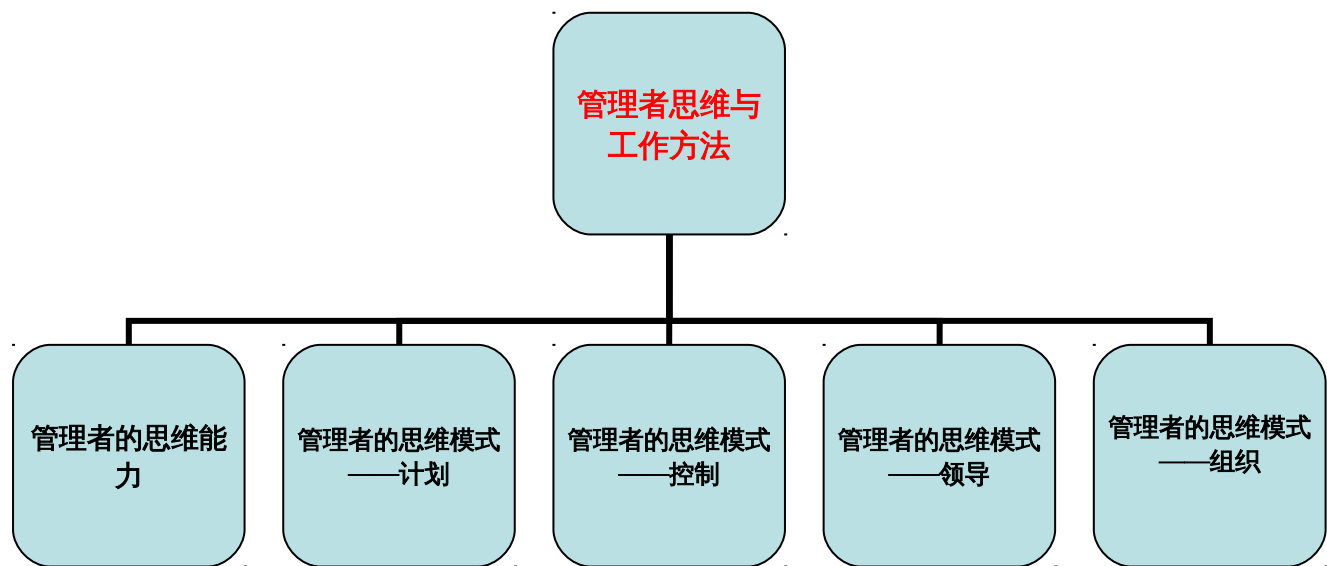 管理者思维与
工作方法
管理者的思维能
力
管理者的思维模式
——计划
管理者的思维模式
——控制
管理者的思维模式
——领导
管理者的思维模式
——组织